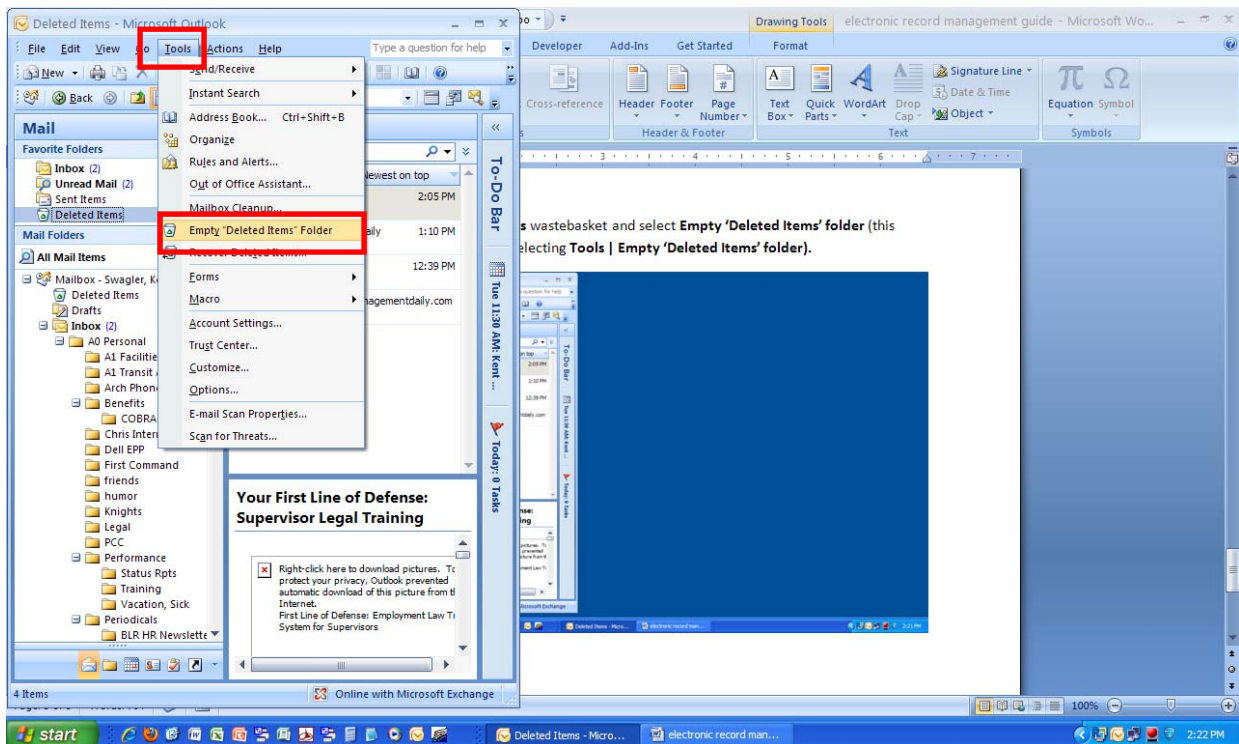 Deleted Items - Microsoft Outlook
File Edit View Go Tools Actions Help
Type a question for help
New
Back
Send/Receive
Instant Search
Address Book... Ctrl+Shift+B
Organize
Rules and Alerts...
Out of Office Assistant...
Mailbox Cleanup...
Empty "Deleted Items" Folder
Recover Deleted Items...
Forms
Macro
Account Settings...
Trust Center...
Customize...
Options...
E-mail Scan Properties...
Scan for Threats...
Mail
Favorite Folders
Inbox (2)
Unread Mail (2)
Sent Items
Deleted Items
Mail Folders
All Mail Items
Mailbox - Swagler, K
Deleted Items
Drafts
Inbox (2)
A0 Personal
A1 Facilitie
A1 Transit
Arch Phon
Benefits
COBRA
Chris Inter
Dell EPP
First Command
friends
humor
Knights
Legal
PCC
Performance
Status Rpts
Training
Vacation, Sick
Periodicals
BLR HR Newslette
Newest on top
2:05 PM
aily 1:10 PM
12:39 PM
nagementdaily.com
Your First Line of Defense:
Supervisor Legal Training
Right-click here to download pictures. To
protect your privacy, Outlook prevented
automatic download of this picture from th
Internet.
First Line of Defense: Employment Law Tr
System for Supervisors
To-Do Bar
Tue 11:30 AM: Kent ...
Today: 0 Tasks
4 Items
Online with Microsoft Exchange
Drawing Tools
electronic record management guide - Microsoft Wo...
Developer Add-Ins Get Started Format
Cross-reference
Header Footer Page Number
Header & Footer
Text Box Quick Parts WordArt Drop Cap
Signature Line
Date & Time
Object
Text
Equation Symbol
Symbols
3 4 5 6 7
s wastebasket and select Empty ‘Deleted Items’ folder (this
electing Tools | Empty ‘Deleted Items’ folder).
100%
start
Deleted Items - Micro...
electronic record man...
2:22 PM